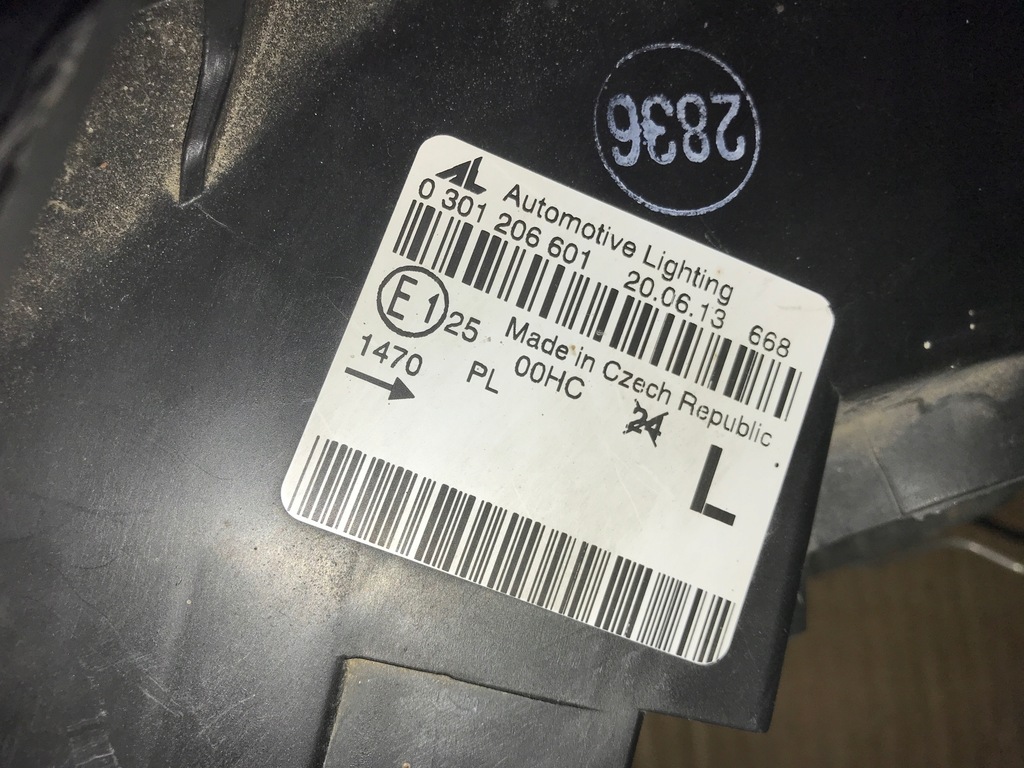 2836
AL Automotive Lighting
0 301 206 601 20.06.13 668
E1 25 Made in Czech Republic
1470 PL 00HC 24
L